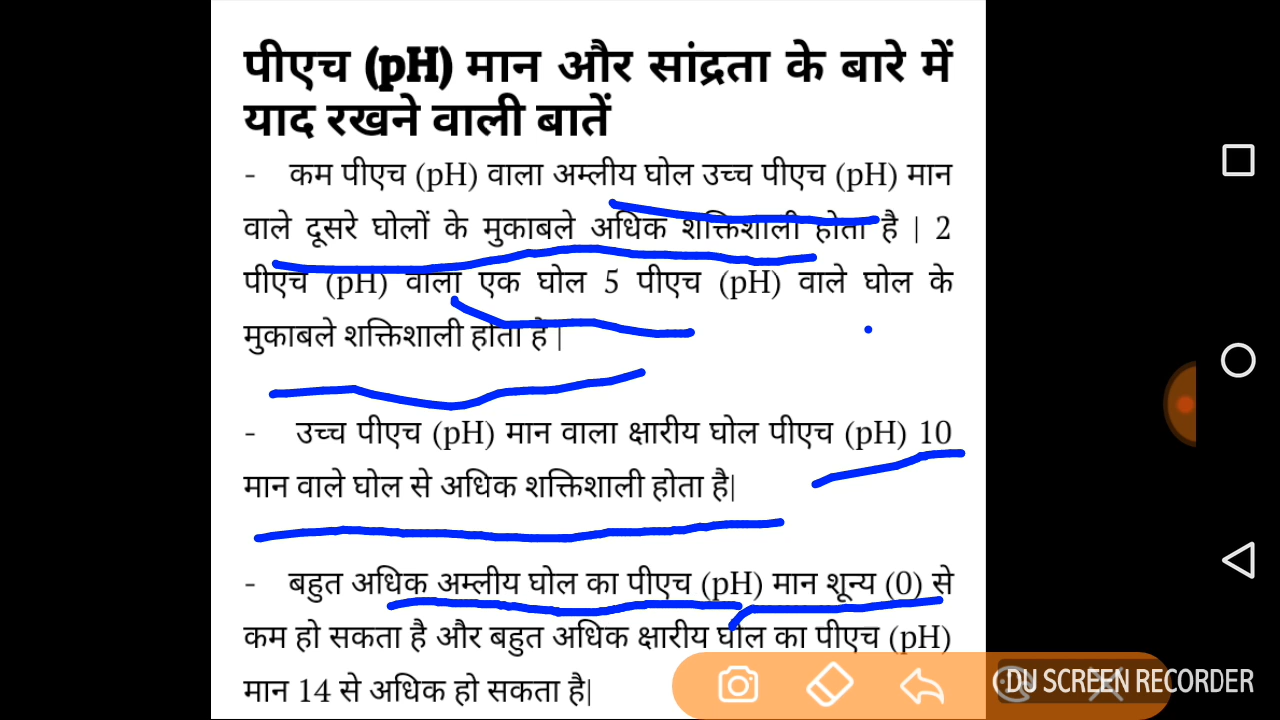 पीएच (pH) मान और सांद्रता के बारे में
याद रखने वाली बातें
- कम पीएच (pH) वाला अम्लीय घोल उच्च पीएच (pH) मान
वाले दूसरे घोलों के मुकाबले अधिक शक्तिशाली होता है | 2
पीएच (pH) वाला एक घोल 5 पीएच (pH) वाले घोल के
मुकाबले शक्तिशाली होता है |
- उच्च पीएच (pH) मान वाला क्षारीय घोल पीएच (pH) 10
मान वाले घोल से अधिक शक्तिशाली होता है|
- बहुत अधिक अम्लीय घोल का पीएच (pH) मान शून्य (0) से
कम हो सकता है और बहुत अधिक क्षारीय घोल का पीएच (pH)
मान 14 से अधिक हो सकता है|
DU SCREEN RECORDER